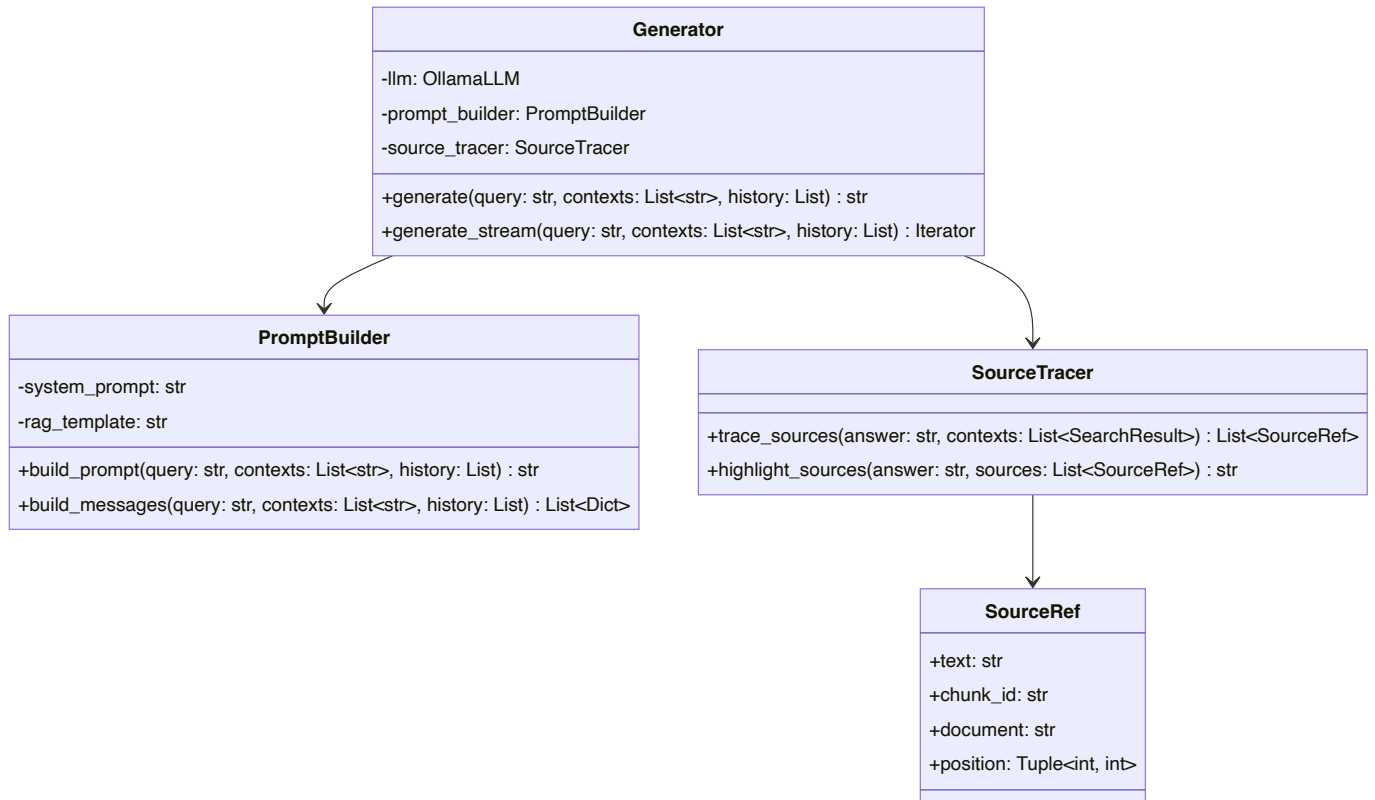 Generator
-llm: OllamaLLM
-prompt_builder: PromptBuilder
-source_tracer: SourceTracer
+generate(query: str, contexts: List<str>, history: List) : str
+generate_stream(query: str, contexts: List<str>, history: List) : Iterator
PromptBuilder
-system_prompt: str
-rag_template: str
+build_prompt(query: str, contexts: List<str>, history: List) : str
+build_messages(query: str, contexts: List<str>, history: List) : List<Dict>
SourceTracer
+trace_sources(answer: str, contexts: List<SearchResult>) : List<SourceRef>
+highlight_sources(answer: str, sources: List<SourceRef>) : str
SourceRef
+text: str
+chunk_id: str
+document: str
+position: Tuple<int, int>